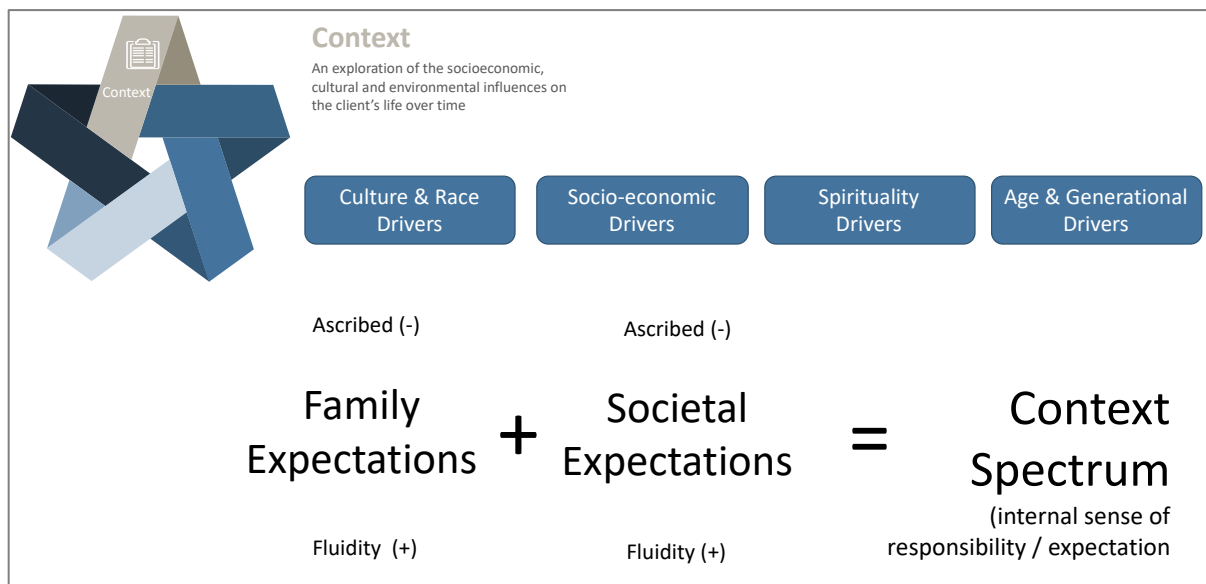 Context
Context
An exploration of the socioeconomic,
cultural and environmental influences on
the client's life over time
Culture & Race
Drivers
Socio-economic
Drivers
Spirituality
Drivers
Age & Generational
Drivers
Ascribed (-)
Ascribed (-)
Family
Expectations
+
Societal
Expectations
=
Context
Spectrum
(internal sense of
responsibility / expectation
Fluidity (+)
Fluidity (+)